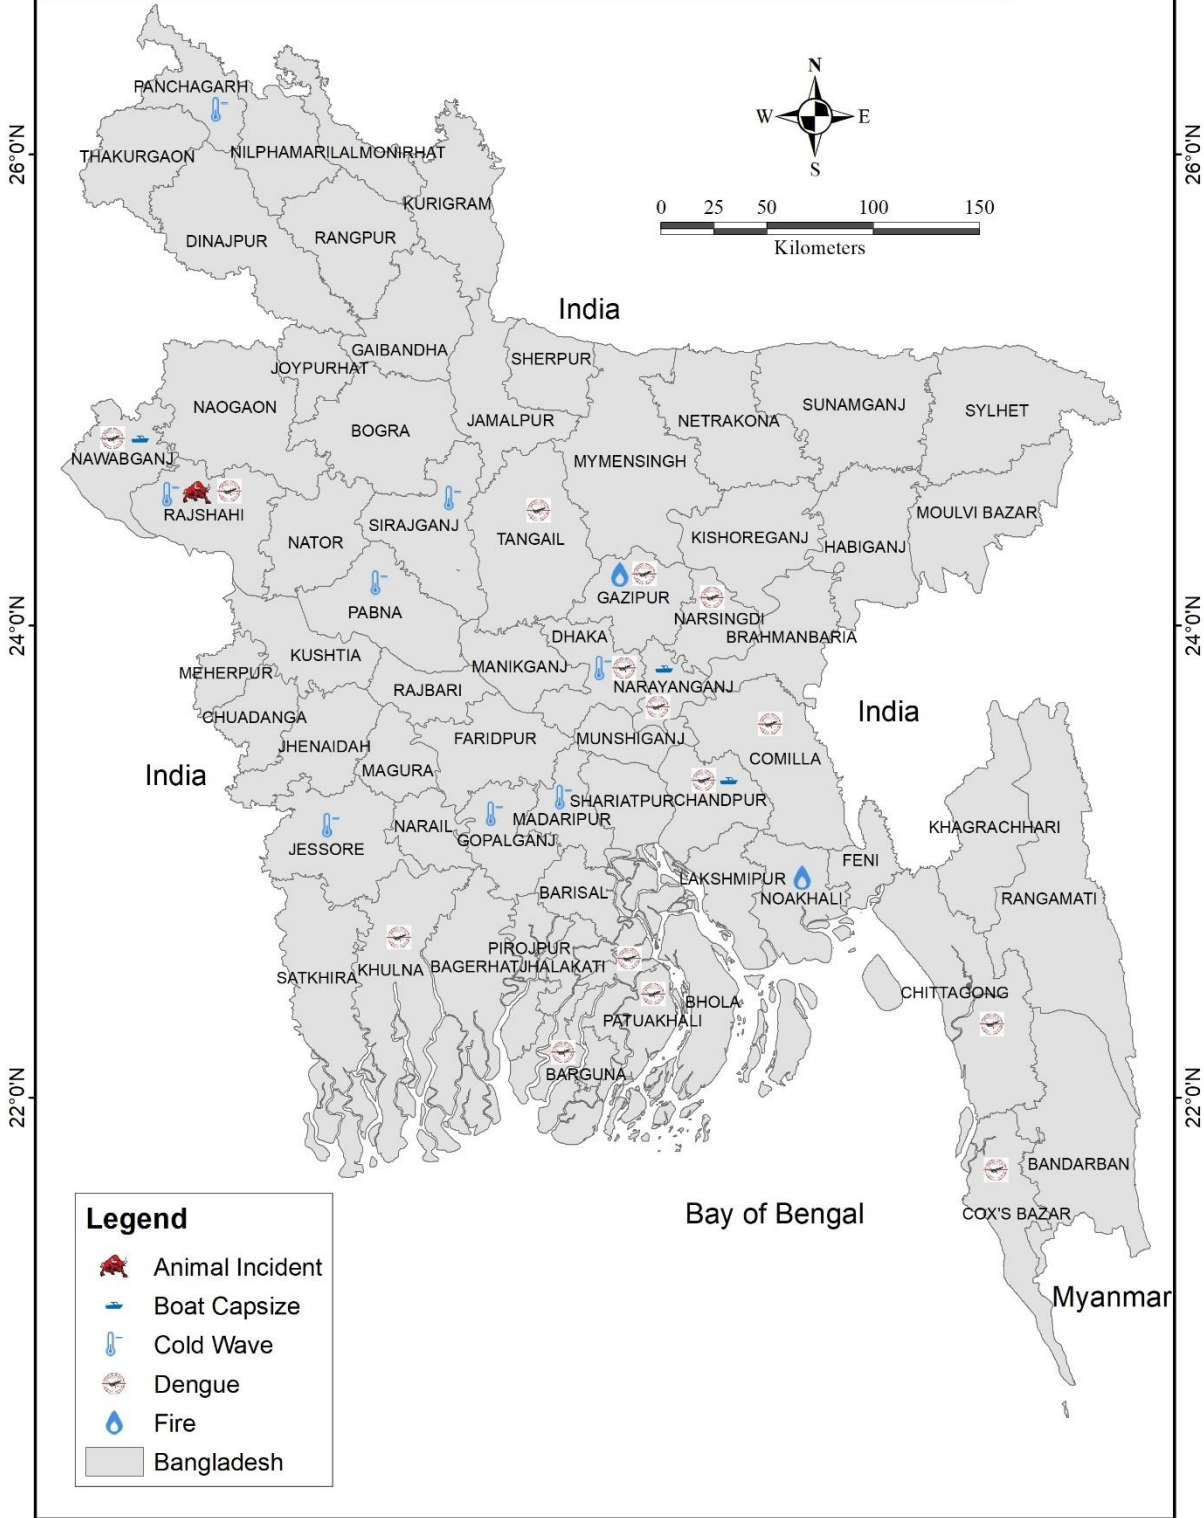 N
W
E
S
0 25 50 100 150
Kilometers
26°0'N
26°0'N
24°0'N
24°0'N
22°0'N
22°0'N
PANCHAGARH
THAKURGAON
NILPHAMARI
LALMONIRHAT
KURIGRAM
DINAJPUR
RANGPUR
India
GAIBANDHA
JOYPURHAT
SHERPUR
NAOGAON
BOGRA
JAMALPUR
NETRAKONA
SUNAMGANJ
SYLHET
NAWABGANJ
MYMENSINGH
RAJSHAHI
NATOR
SIRAJGANJ
TANGAIL
KISHOREGANJ
HABIGANJ
MOULVI BAZAR
PABNA
GAZIPUR
NARSINGDI
BRAHMANBARIA
DHAKA
KUSHTIA
MANIKGANJ
MEHERPUR
RAJBARI
NARAYANGANJ
CHUADANGA
India
JHENAIDAH
FARIDPUR
MUNSHIGANJ
COMILLA
India
MAGURA
SHARIATPUR
CHANDPUR
MADARIPUR
NARAIL
GOPALGANJ
JESSORE
KHAGRACHHARI
FENI
LAKSHMIPUR
NOAKHALI
RANGAMATI
BARISAL
PIROJPUR
SATKHIRA
KHULNA
BAGERHAT
JHALAKATI
BHOLA
CHITTAGONG
PATUAKHALI
BARGUNA
BANDARBAN
COX'S BAZAR
Bay of Bengal
Myanmar
Legend
Animal Incident
Boat Capsize
Cold Wave
Dengue
Fire
Bangladesh